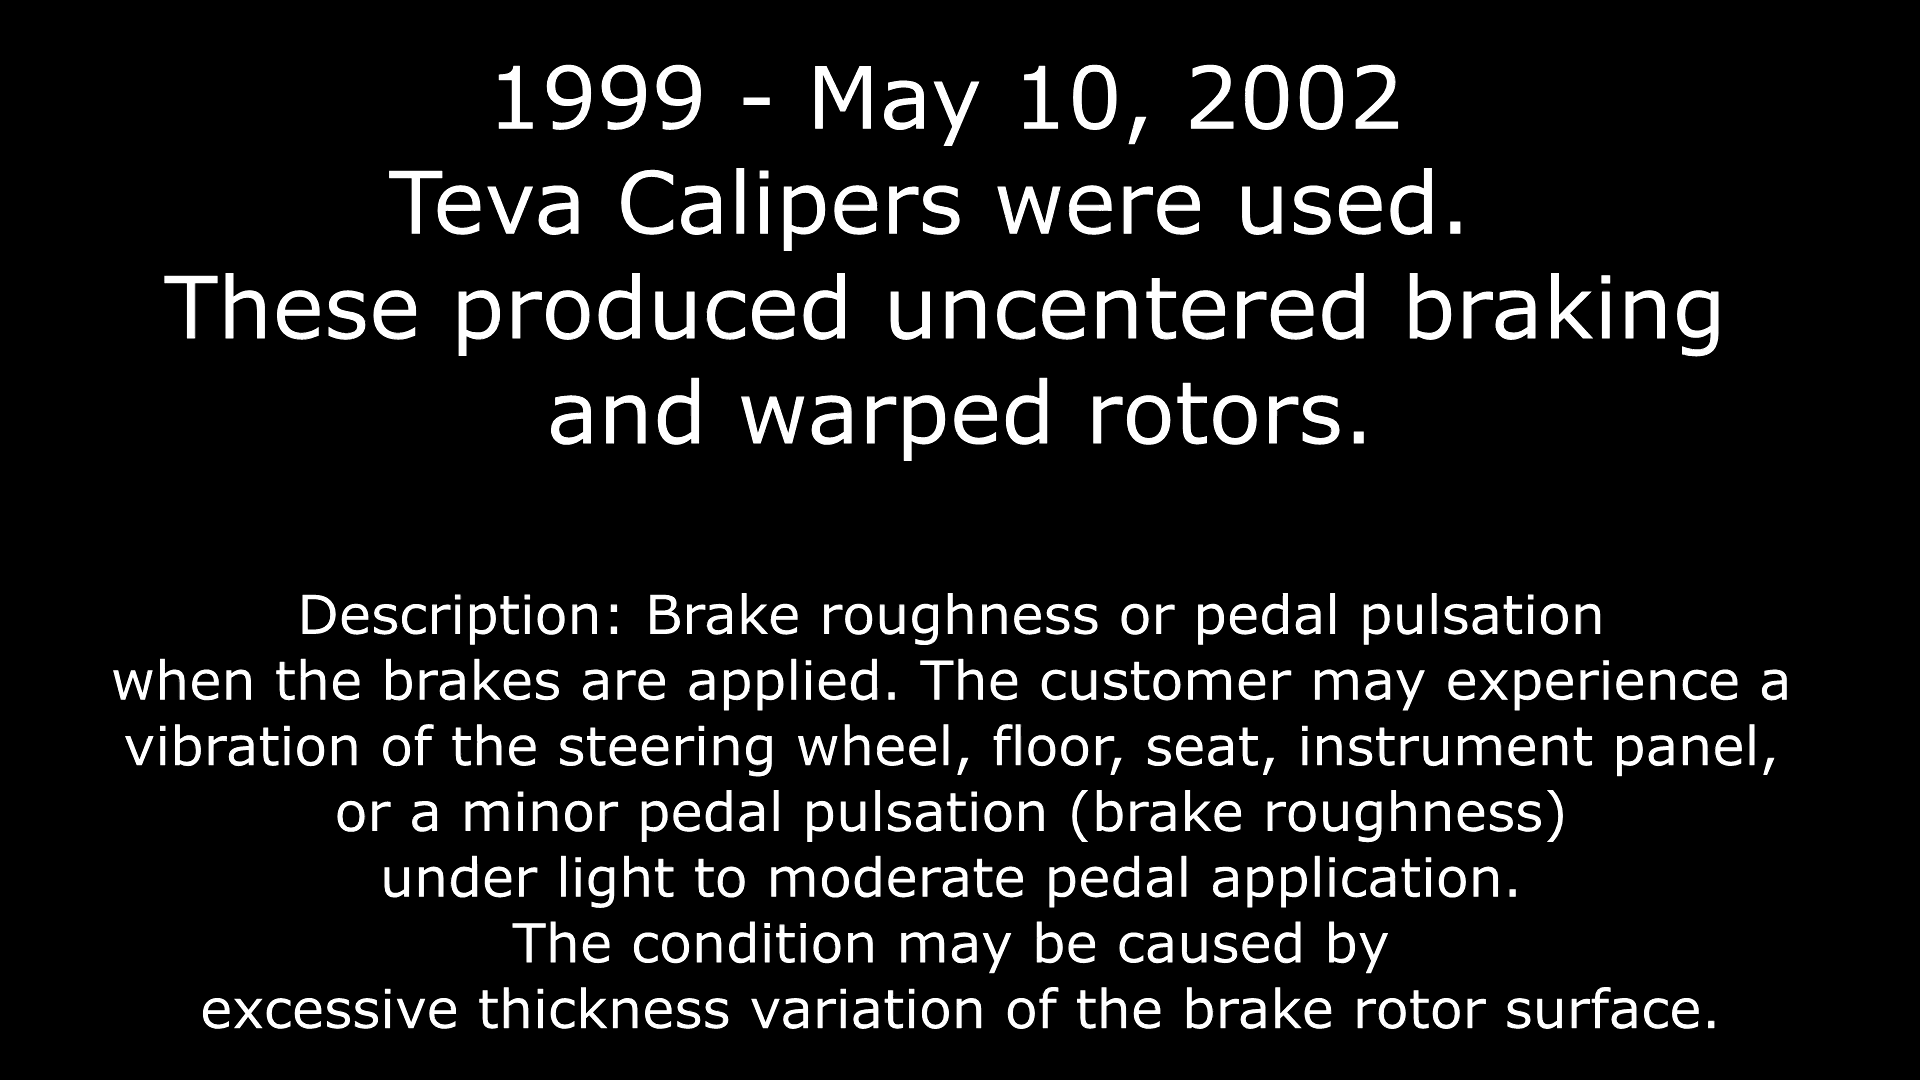 1999 - May 10, 2002
Teva Calipers were used.
These produced uncentered braking
and warped rotors.
Description: Brake roughness or pedal pulsation
when the brakes are applied. The customer may experience a
vibration of the steering wheel, floor, seat, instrument panel,
or a minor pedal pulsation (brake roughness)
under light to moderate pedal application.
The condition may be caused by
excessive thickness variation of the brake rotor surface.